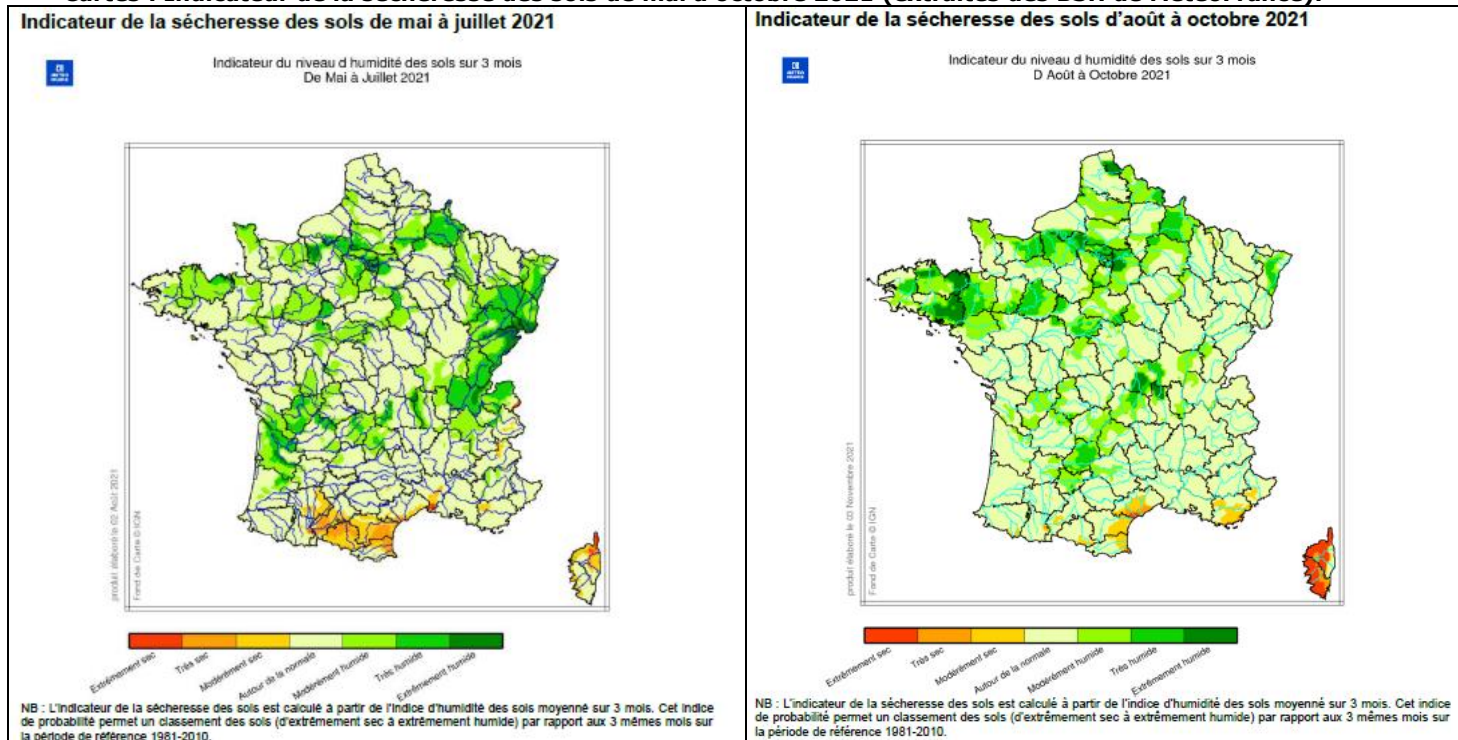 Indicateur de la sécheresse des sols de mai à juillet 2021
METEO FRANCE
Indicateur du niveau d humidité des sols sur 3 mois
De Mai à Juillet 2021
produit élaboré le 02 Août 2021
Fond de Carte © IGN
Extrêmement sec
Très sec
Modérément sec
Autour de la normale
Modérément humide
Très humide
Extrêmement humide
NB : L'indicateur de la sécheresse des sols est calculé à partir de l'indice d'humidité des sols moyenné sur 3 mois. Cet indice
de probabilité permet un classement des sols (d'extrêmement sec à extrêmement humide) par rapport aux 3 mêmes mois sur
la période de référence 1981-2010.
Indicateur de la sécheresse des sols d'août à octobre 2021
METEO FRANCE
Indicateur du niveau d humidité des sols sur 3 mois
D Août à Octobre 2021
produit élaboré le 03 Novembre 2021
Fond de Carte © IGN
Extrêmement sec
Très sec
Modérément sec
Autour de la normale
Modérément humide
Très humide
Extrêmement humide
NB : L'indicateur de la sécheresse des sols est calculé à partir de l'indice d'humidité des sols moyenné sur 3 mois. Cet indice
de probabilité permet un classement des sols (d'extrêmement sec à extrêmement humide) par rapport aux 3 mêmes mois sur
la période de référence 1981-2010.